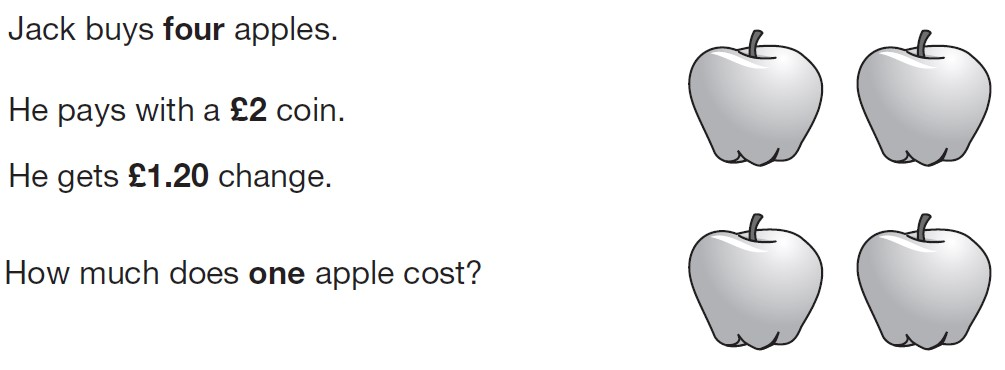 Jack buys four apples.
He pays with a £2 coin.
He gets £1.20 change.
How much does one apple cost?